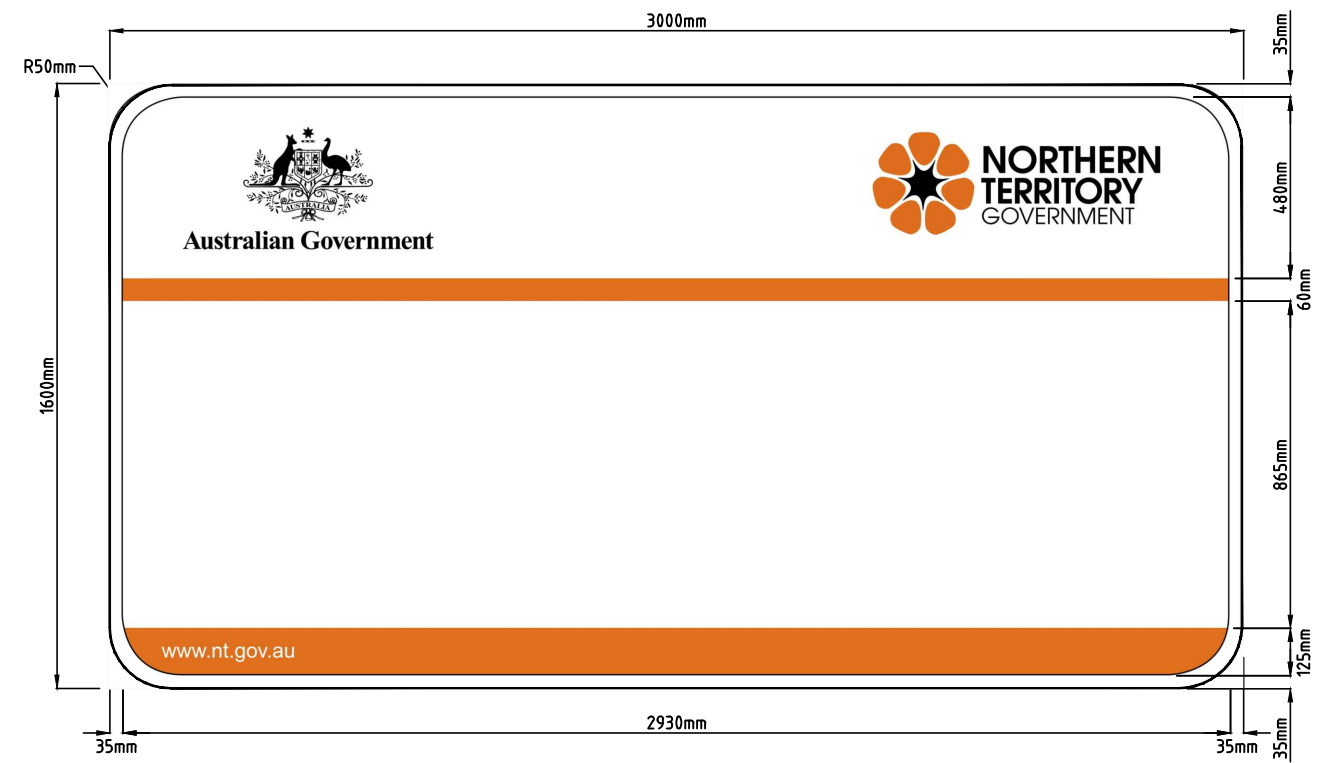 3000mm
35mm
R50mm
AUSTRALIA
Australian Government
NORTHERN
TERRITORY
GOVERNMENT
480mm
60mm
1600mm
865mm
www.nt.gov.au
125mm
2930mm
35mm
35mm
35mm